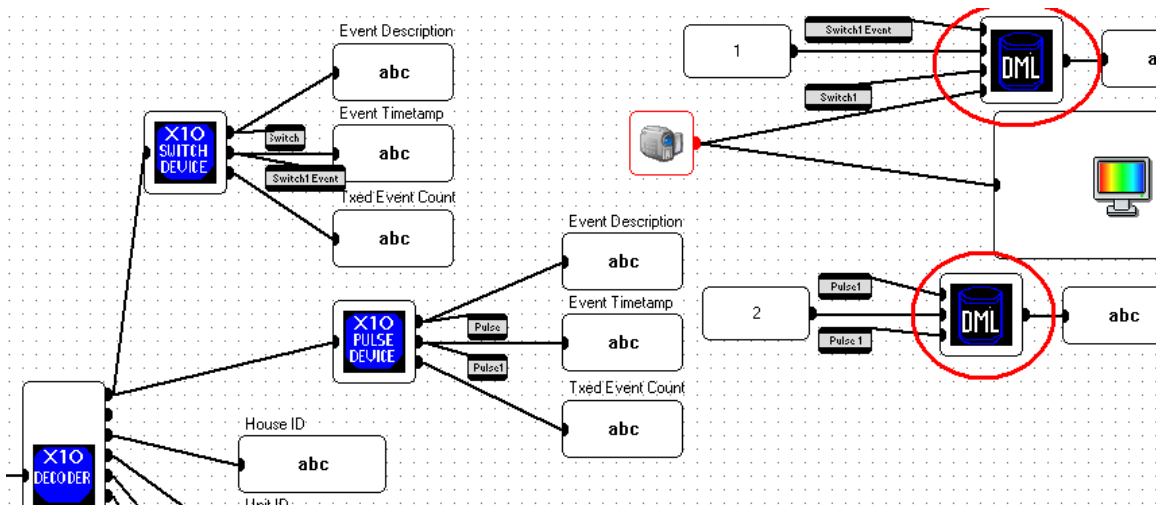 Event Description
abc
Switch1 Event
1
DML
Event Timetamp
Switch1
X10
SWITCH
DEVICE
Switch
abc
Switch1 Event
Txed Event Count
abc
Event Description
abc
Pulse1
2
DML
abc
Pulse 1
X10
PULSE
DEVICE
Event Timetamp
Pulse
abc
Pulse1
Txed Event Count
abc
House ID
abc
X10
DECODER
Unit ID